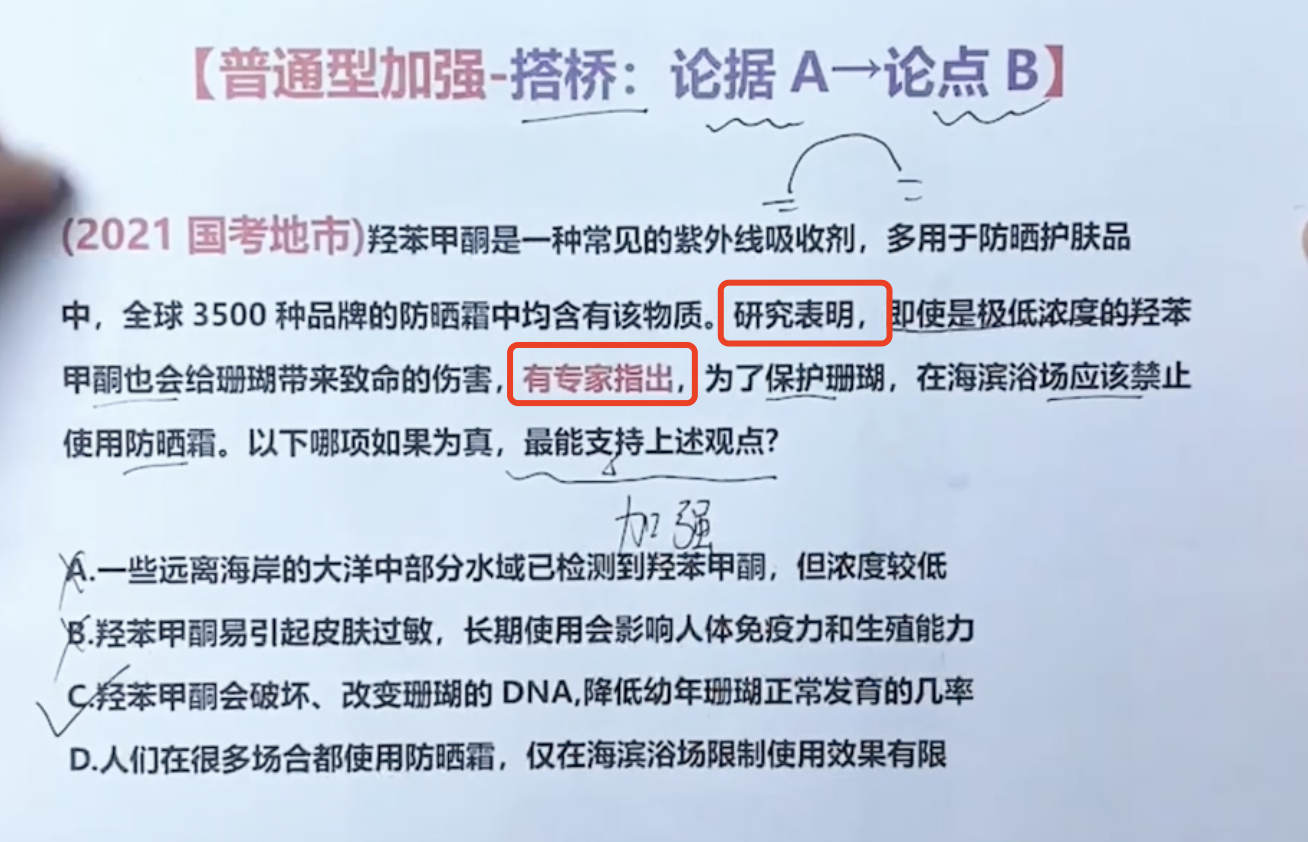 【普通型加强-搭桥：论据 A→论点 B】
(2021 国考地市)羟苯甲酮是一种常见的紫外线吸收剂，多用于防晒护肤品
中，全球 3500 种品牌的防晒霜中均含有该物质。研究表明，即使是极低浓度的羟苯
甲酮也会给珊瑚带来致命的伤害，有专家指出，为了保护珊瑚，在海滨浴场应该禁止
使用防晒霜。以下哪项如果为真，最能支持上述观点?
加强
A.一些远离海岸的大洋中部分水域已检测到羟苯甲酮，但浓度较低
B.羟苯甲酮易引起皮肤过敏，长期使用会影响人体免疫力和生殖能力
C.羟苯甲酮会破坏、改变珊瑚的 DNA,降低幼年珊瑚正常发育的几率
D.人们在很多场合都使用防晒霜，仅在海滨浴场限制使用效果有限